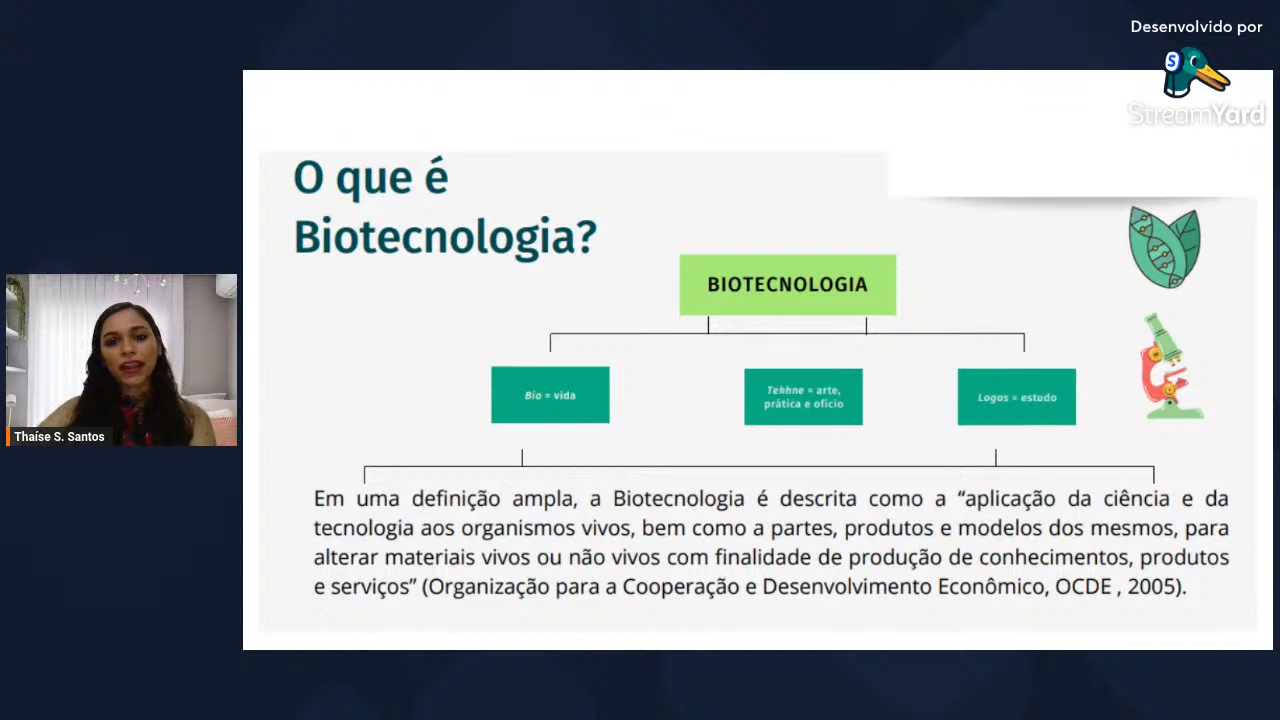 Desenvolvido por
StreamYard
O que é
Biotecnologia?
BIOTECNOLOGIA
Bio = vida
Tekhne = arte,
prática e ofício
Logos = estudo
Em uma definição ampla, a Biotecnologia é descrita como a “aplicação da ciência e da
tecnologia aos organismos vivos, bem como a partes, produtos e modelos dos mesmos, para
alterar materiais vivos ou não vivos com finalidade de produção de conhecimentos, produtos
e serviços” (Organização para a Cooperação e Desenvolvimento Econômico, OCDE , 2005).
Thaíse S. Santos